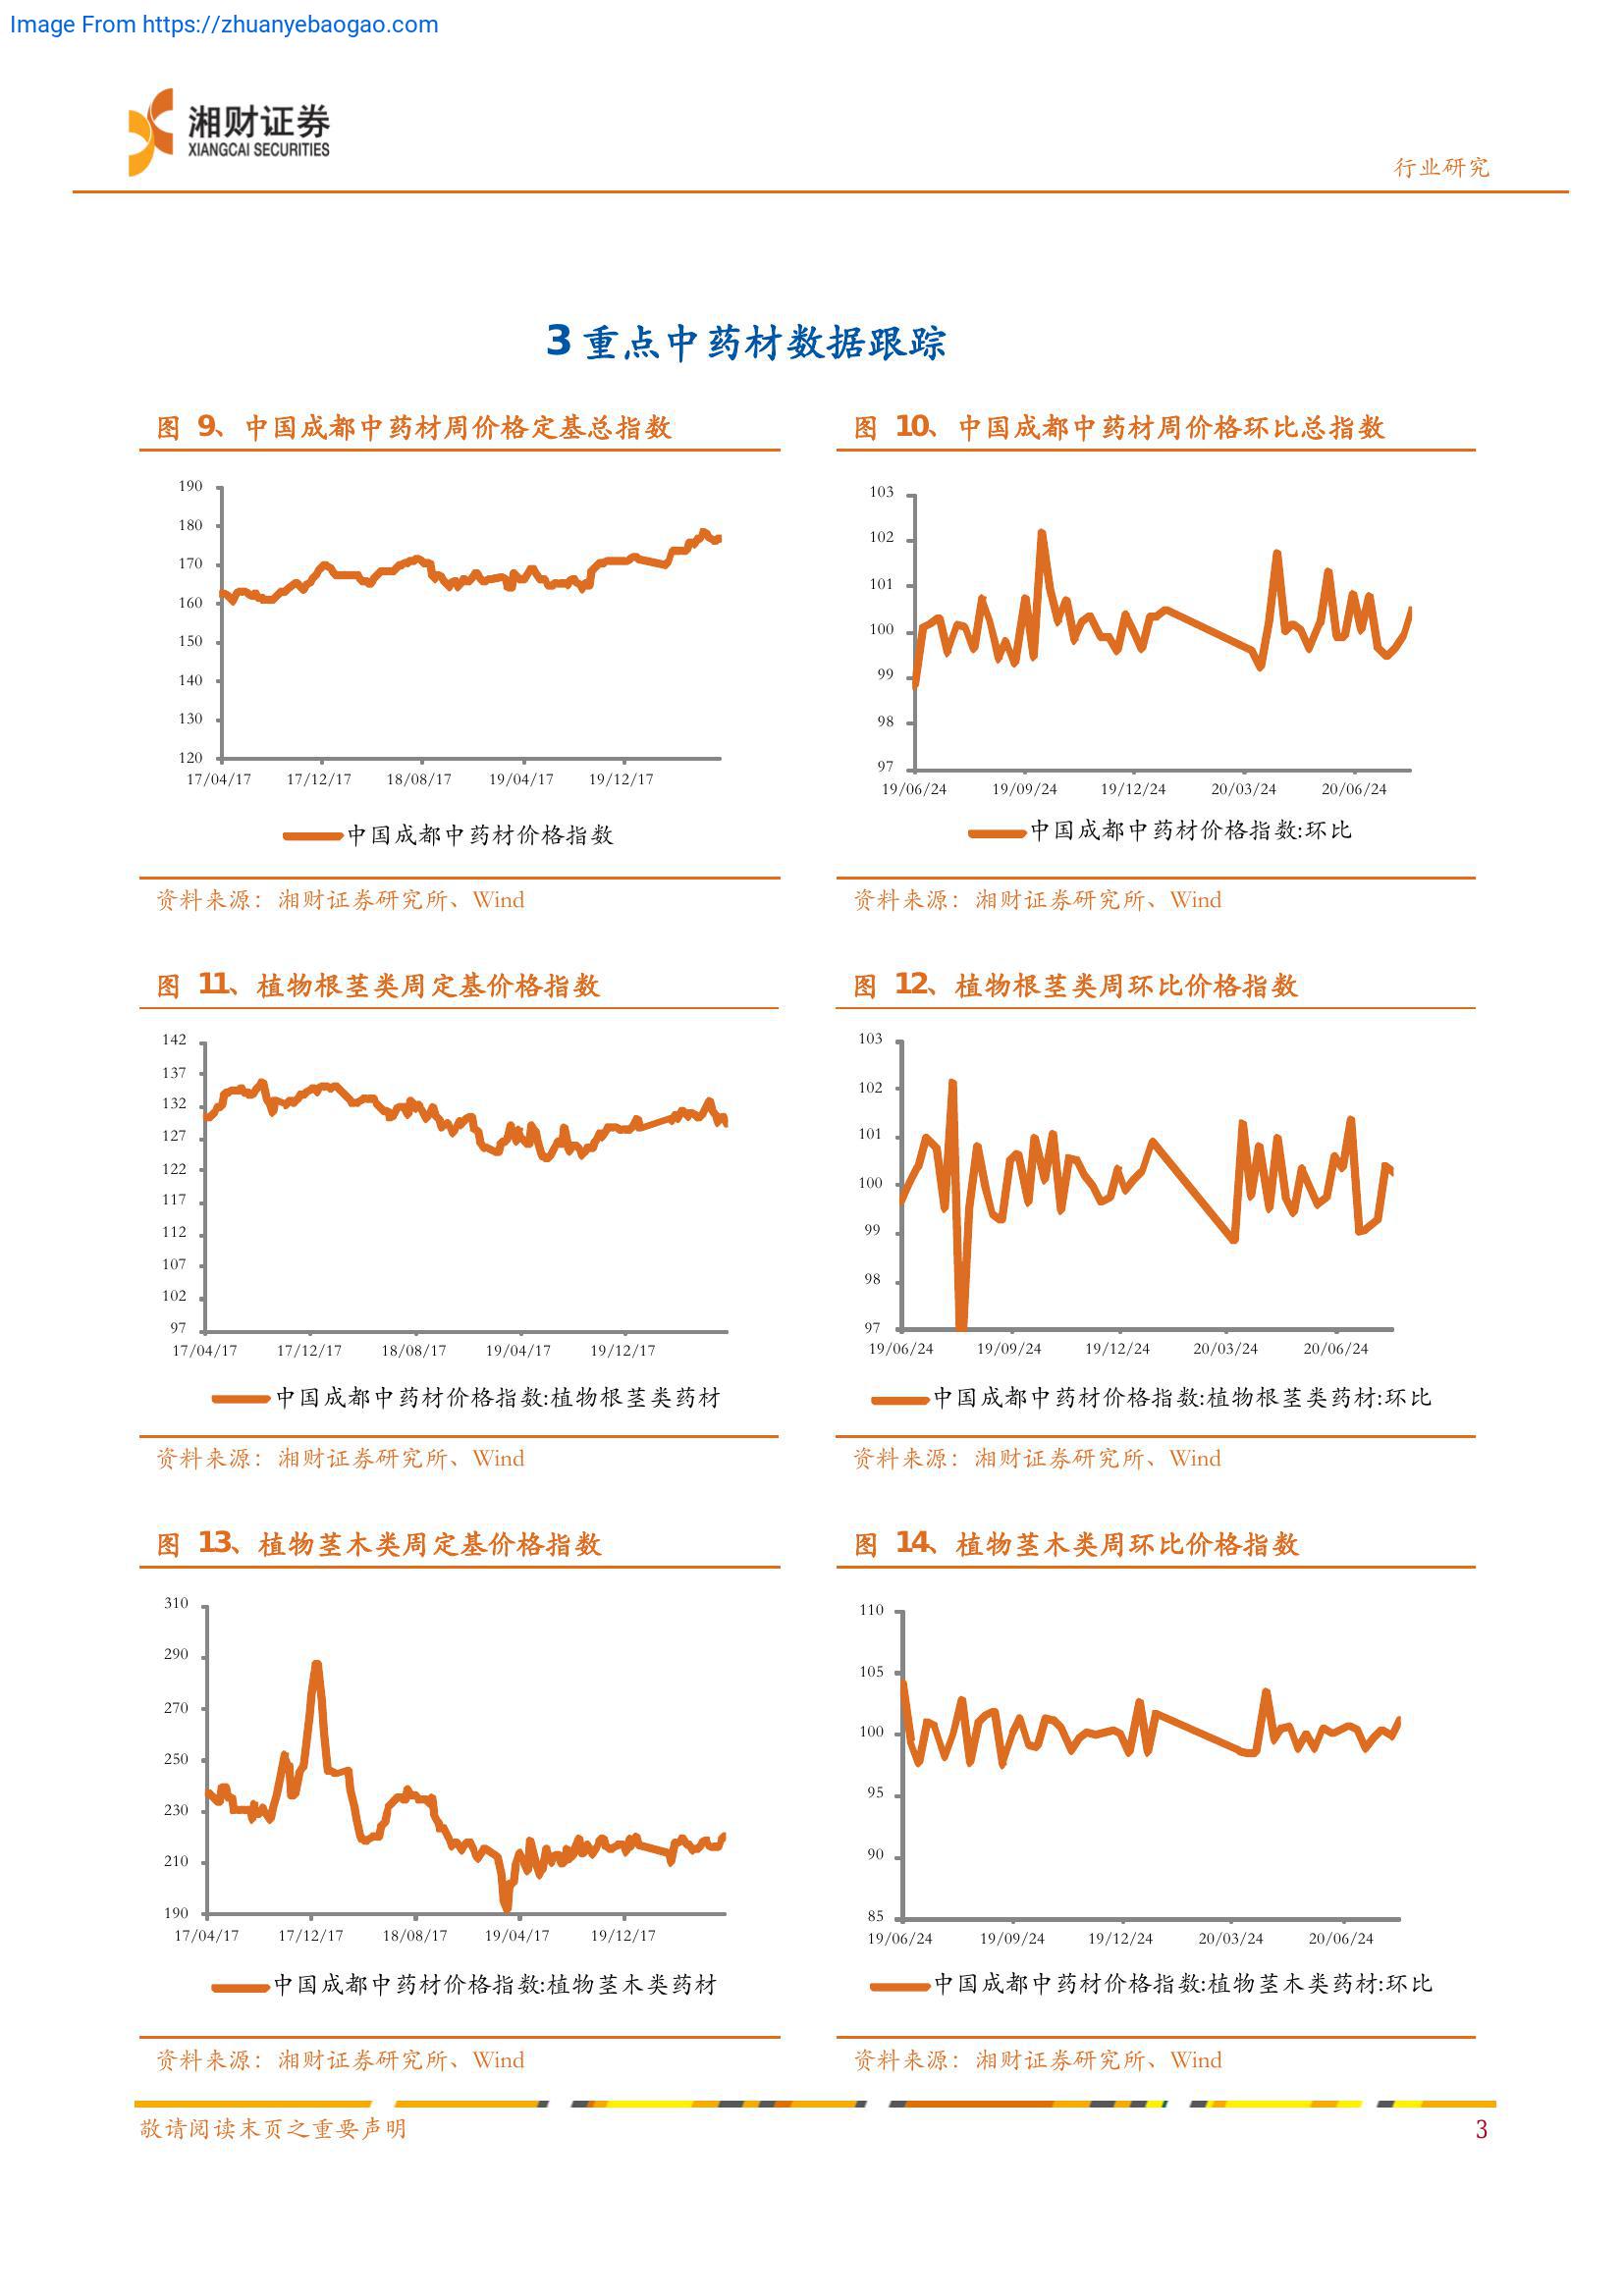 Image From https://zhuanyebaogao.com
湘财证券
XIANGCAI SECURITIES
行业研究
3 重点中药材数据跟踪
图 9、中国成都中药材周价格定基总指数
190
180
170
160
150
140
130
120
17/04/17 17/12/17 18/08/17 19/04/17 19/12/17
中国成都中药材价格指数
资料来源：湘财证券研究所、Wind
图 10、中国成都中药材周价格环比总指数
103
102
101
100
99
98
97
19/06/24 19/09/24 19/12/24 20/03/24 20/06/24
中国成都中药材价格指数:环比
资料来源：湘财证券研究所、Wind
图 11、植物根茎类周定基价格指数
142
137
132
127
122
117
112
107
102
97
17/04/17 17/12/17 18/08/17 19/04/17 19/12/17
中国成都中药材价格指数:植物根茎类药材
资料来源：湘财证券研究所、Wind
图 12、植物根茎类周环比价格指数
103
102
101
100
99
98
97
19/06/24 19/09/24 19/12/24 20/03/24 20/06/24
中国成都中药材价格指数:植物根茎类药材:环比
资料来源：湘财证券研究所、Wind
图 13、植物茎木类周定基价格指数
310
290
270
250
230
210
190
17/04/17 17/12/17 18/08/17 19/04/17 19/12/17
中国成都中药材价格指数:植物茎木类药材
资料来源：湘财证券研究所、Wind
图 14、植物茎木类周环比价格指数
110
105
100
95
90
85
19/06/24 19/09/24 19/12/24 20/03/24 20/06/24
中国成都中药材价格指数:植物茎木类药材:环比
资料来源：湘财证券研究所、Wind
敬请阅读末页之重要声明
3